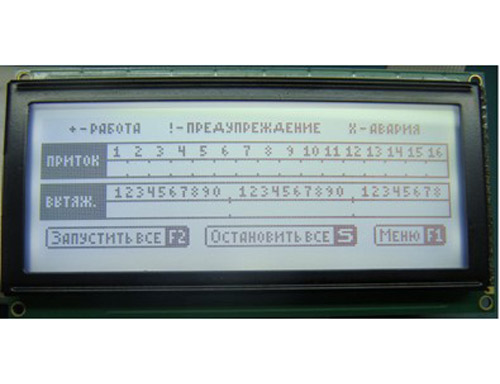 +-РАБОТА !-ПРЕДУПРЕЖДЕНИЕ X-АВАРИЯ
ПРИТОК 1 2 3 4 5 6 7 8 9 10 11 12 13 14 15 16
ВЫТЯЖ. 1234567890 1234567890 12345678
ЗАПУСТИТЬ ВСЕ F2 ОСТАНОВИТЬ ВСЕ S МЕНЮ F1